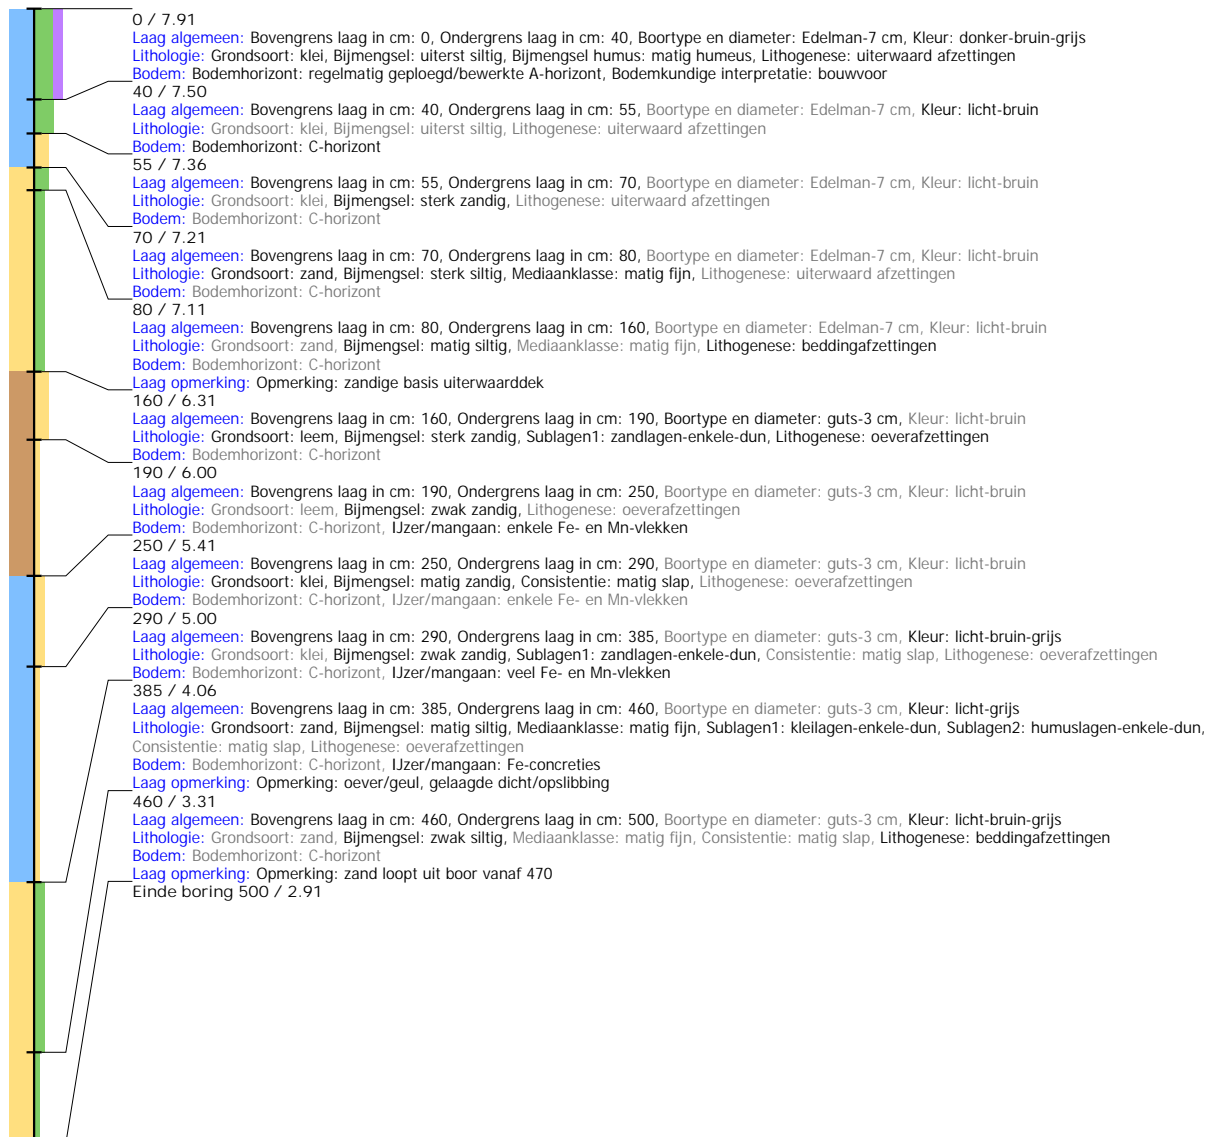 0 / 7.91
Laag algemeen: Bovengrens laag in cm: 0, Ondergrens laag in cm: 40, Boortype en diameter: Edelman-7 cm, Kleur: donker-bruin-grijs
Lithologie: Grondsoort: klei, Bijmengsel: uiterst siltig, Bijmengsel humus: matig humeus, Lithogenese: uiterwaard afzettingen
Bodem: Bodemhorizont: regelmatig geploegd/bewerkte A-horizont, Bodemkundige interpretatie: bouwvoor
40 / 7.50
Laag algemeen: Bovengrens laag in cm: 40, Ondergrens laag in cm: 55, Boortype en diameter: Edelman-7 cm, Kleur: licht-bruin
Lithologie: Grondsoort: klei, Bijmengsel: uiterst siltig, Lithogenese: uiterwaard afzettingen
Bodem: Bodemhorizont: C-horizont
55 / 7.36
Laag algemeen: Bovengrens laag in cm: 55, Ondergrens laag in cm: 70, Boortype en diameter: Edelman-7 cm, Kleur: licht-bruin
Lithologie: Grondsoort: klei, Bijmengsel: sterk zandig, Lithogenese: uiterwaard afzettingen
Bodem: Bodemhorizont: C-horizont
70 / 7.21
Laag algemeen: Bovengrens laag in cm: 70, Ondergrens laag in cm: 80, Boortype en diameter: Edelman-7 cm, Kleur: licht-bruin
Lithologie: Grondsoort: zand, Bijmengsel: sterk siltig, Mediaanklasse: matig fijn, Lithogenese: uiterwaard afzettingen
Bodem: Bodemhorizont: C-horizont
80 / 7.11
Laag algemeen: Bovengrens laag in cm: 80, Ondergrens laag in cm: 160, Boortype en diameter: Edelman-7 cm, Kleur: licht-bruin
Lithologie: Grondsoort: zand, Bijmengsel: matig siltig, Mediaanklasse: matig fijn, Lithogenese: beddingafzettingen
Bodem: Bodemhorizont: C-horizont
Laag opmerking: Opmerking: zandige basis uiterwaarddek
160 / 6.31
Laag algemeen: Bovengrens laag in cm: 160, Ondergrens laag in cm: 190, Boortype en diameter: guts-3 cm, Kleur: licht-bruin
Lithologie: Grondsoort: leem, Bijmengsel: sterk zandig, Sublagen1: zandlagen-enkele-dun, Lithogenese: oeverafzettingen
Bodem: Bodemhorizont: C-horizont
190 / 6.00
Laag algemeen: Bovengrens laag in cm: 190, Ondergrens laag in cm: 250, Boortype en diameter: guts-3 cm, Kleur: licht-bruin
Lithologie: Grondsoort: leem, Bijmengsel: zwak zandig, Lithogenese: oeverafzettingen
Bodem: Bodemhorizont: C-horizont, IJzer/mangaan: enkele Fe- en Mn-vlekken
250 / 5.41
Laag algemeen: Bovengrens laag in cm: 250, Ondergrens laag in cm: 290, Boortype en diameter: guts-3 cm, Kleur: licht-bruin
Lithologie: Grondsoort: klei, Bijmengsel: matig zandig, Consistentie: matig slap, Lithogenese: oeverafzettingen
Bodem: Bodemhorizont: C-horizont, IJzer/mangaan: enkele Fe- en Mn-vlekken
290 / 5.00
Laag algemeen: Bovengrens laag in cm: 290, Ondergrens laag in cm: 385, Boortype en diameter: guts-3 cm, Kleur: licht-bruin-grijs
Lithologie: Grondsoort: klei, Bijmengsel: zwak zandig, Sublagen1: zandlagen-enkele-dun, Consistentie: matig slap, Lithogenese: oeverafzettingen
Bodem: Bodemhorizont: C-horizont, IJzer/mangaan: veel Fe- en Mn-vlekken
385 / 4.06
Laag algemeen: Bovengrens laag in cm: 385, Ondergrens laag in cm: 460, Boortype en diameter: guts-3 cm, Kleur: licht-grijs
Lithologie: Grondsoort: zand, Bijmengsel: matig siltig, Mediaanklasse: matig fijn, Sublagen1: kleilagen-enkele-dun, Sublagen2: humuslagen-enkele-dun,
Consistentie: matig slap, Lithogenese: oeverafzettingen
Bodem: Bodemhorizont: C-horizont, IJzer/mangaan: Fe-concreties
Laag opmerking: Opmerking: oever/geul, gelaagde dicht/opslibbing
460 / 3.31
Laag algemeen: Bovengrens laag in cm: 460, Ondergrens laag in cm: 500, Boortype en diameter: guts-3 cm, Kleur: licht-bruin-grijs
Lithologie: Grondsoort: zand, Bijmengsel: zwak siltig, Mediaanklasse: matig fijn, Consistentie: matig slap, Lithogenese: beddingafzettingen
Bodem: Bodemhorizont: C-horizont
Laag opmerking: Opmerking: zand loopt uit boor vanaf 470
Einde boring 500 / 2.91